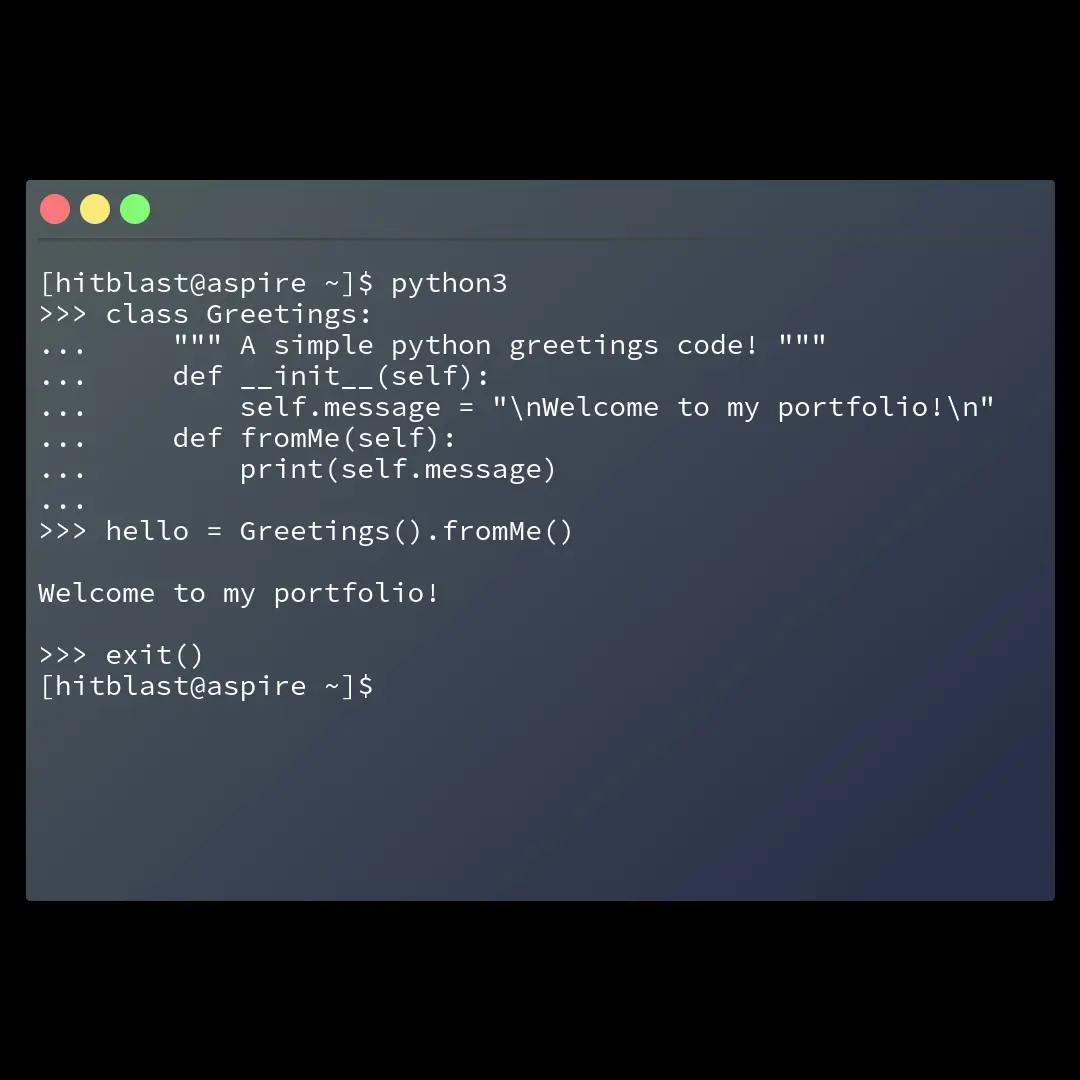 [hitblast@aspire ~]$ python3
>>> class Greetings:
...     """ A simple python greetings code! """
...     def __init__(self):
...         self.message = "\nWelcome to my portfolio!\n"
...     def fromMe(self):
...         print(self.message)
...
>>> hello = Greetings().fromMe()
Welcome to my portfolio!
>>> exit()
[hitblast@aspire ~]$